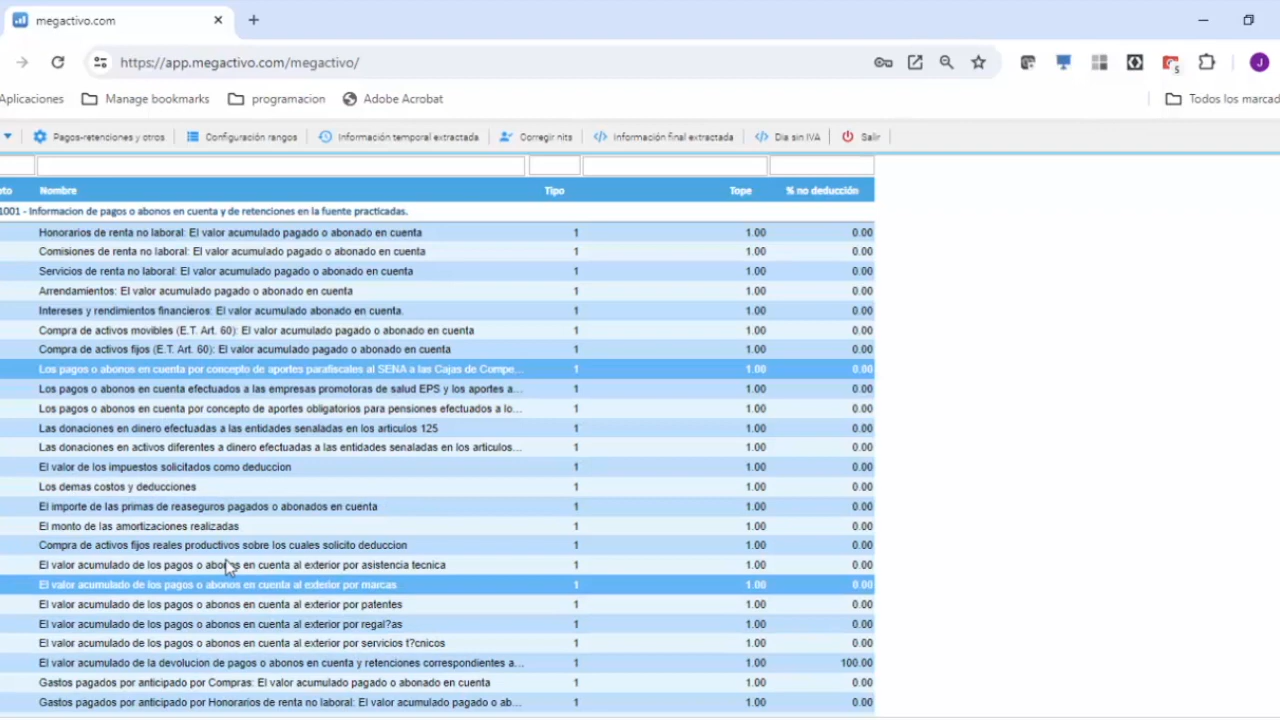 megactivo.com
https://app.megactivo.com/megactivo/
5
J
Aplicaciones Manage bookmarks programacion Adobe Acrobat Todos los marcad
Pagos-retenciones y otros Configuración rangos Información temporal extractada Corregir nits Información final extractada Dia sin IVA Salir
to Nombre Tipo Tope % no deducción
1001 - Informacion de pagos o abonos en cuenta y de retenciones en la fuente practicadas.
Honorarios de renta no laboral: El valor acumulado pagado o abonado en cuenta 1 1.00 0.00
Comisiones de renta no laboral: El valor acumulado pagado o abonado en cuenta 1 1.00 0.00
Servicios de renta no laboral: El valor acumulado pagado o abonado en cuenta 1 1.00 0.00
Arrendamientos: El valor acumulado pagado o abonado en cuenta 1 1.00 0.00
Intereses y rendimientos financieros: El valor acumulado abonado en cuenta. 1 1.00 0.00
Compra de activos movibles (E.T. Art. 60): El valor acumulado pagado o abonado en cuenta 1 1.00 0.00
Compra de activos fijos (E.T. Art. 60): El valor acumulado pagado o abonado en cuenta 1 1.00 0.00
Los pagos o abonos en cuenta por concepto de aportes parafiscales al SENA a las Cajas de Compe... 1 1.00 0.00
Los pagos o abonos en cuenta efectuados a las empresas promotoras de salud EPS y los aportes a... 1 1.00 0.00
Los pagos o abonos en cuenta por concepto de aportes obligatorios para pensiones efectuados a lo... 1 1.00 0.00
Las donaciones en dinero efectuadas a las entidades senaladas en los articulos 125 1 1.00 0.00
Las donaciones en activos diferentes a dinero efectuadas a las entidades senaladas en los articulos... 1 1.00 0.00
El valor de los impuestos solicitados como deduccion 1 1.00 0.00
Los demas costos y deducciones 1 1.00 0.00
El importe de las primas de reaseguros pagados o abonados en cuenta 1 1.00 0.00
El monto de las amortizaciones realizadas 1 1.00 0.00
Compra de activos fijos reales productivos sobre los cuales solicito deduccion 1 1.00 0.00
El valor acumulado de los pagos o abonos en cuenta al exterior por asistencia tecnica 1 1.00 0.00
El valor acumulado de los pagos o abonos en cuenta al exterior por marcas 1 1.00 0.00
El valor acumulado de los pagos o abonos en cuenta al exterior por patentes 1 1.00 0.00
El valor acumulado de los pagos o abonos en cuenta al exterior por regal?as 1 1.00 0.00
El valor acumulado de los pagos o abonos en cuenta al exterior por servicios t?cnicos 1 1.00 0.00
El valor acumulado de la devolucion de pagos o abonos en cuenta y retenciones correspondientes a... 1 1.00 100.00
Gastos pagados por anticipado por Compras: El valor acumulado pagado o abonado en cuenta 1 1.00 0.00
Gastos pagados por anticipado por Honorarios de renta no laboral: El valor acumulado pagado o ab... 1 1.00 0.00